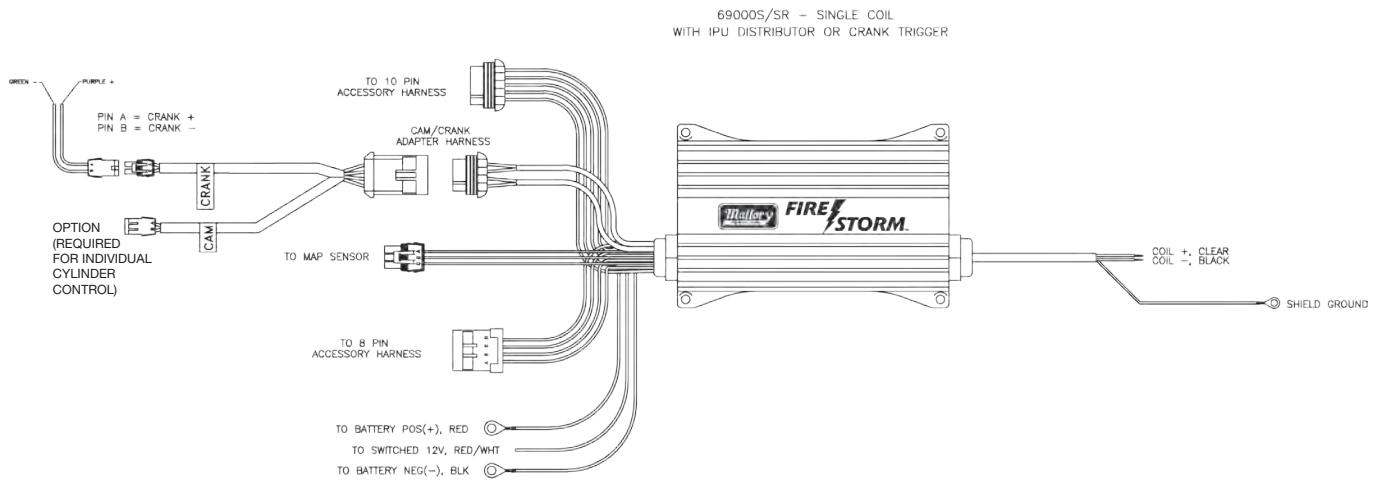 69000S/SR – SINGLE COIL
WITH IPU DISTRIBUTOR OR CRANK TRIGGER
GREEN -
PURPLE +
PIN A = CRANK +
PIN B = CRANK –
TO 10 PIN
ACCESSORY HARNESS
CAM/CRANK
ADAPTER HARNESS
CRANK
CAM
OPTION
(REQUIRED
FOR INDIVIDUAL
CYLINDER
CONTROL)
TO MAP SENSOR
Mallory
FIRE
STORM
COIL +, CLEAR
COIL –, BLACK
SHIELD GROUND
TO 8 PIN
ACCESSORY HARNESS
A B C D
TO BATTERY POS(+), RED
TO SWITCHED 12V, RED/WHT
TO BATTERY NEG(–), BLK